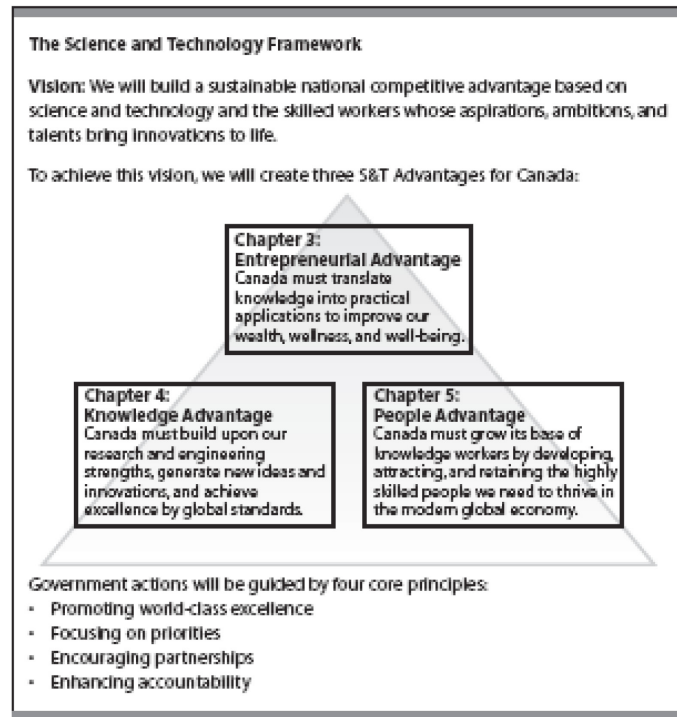 The Science and Technology Framework
Vision: We will build a sustainable national competitive advantage based on
science and technology and the skilled workers whose aspirations, ambitions, and
talents bring innovations to life.
To achieve this vision, we will create three S&T Advantages for Canada:
Chapter 3:
Entrepreneurial Advantage
Canada must translate
knowledge into practical
applications to improve our
wealth, wellness, and well-being.
Chapter 4:
Knowledge Advantage
Canada must build upon our
research and engineering
strengths, generate new ideas and
innovations, and achieve
excellence by global standards.
Chapter 5:
People Advantage
Canada must grow its base of
knowledge workers by developing,
attracting, and retaining the highly
skilled people we need to thrive in
the modern global economy.
Government actions will be guided by four core principles:
• Promoting world-class excellence
• Focusing on priorities
• Encouraging partnerships
• Enhancing accountability